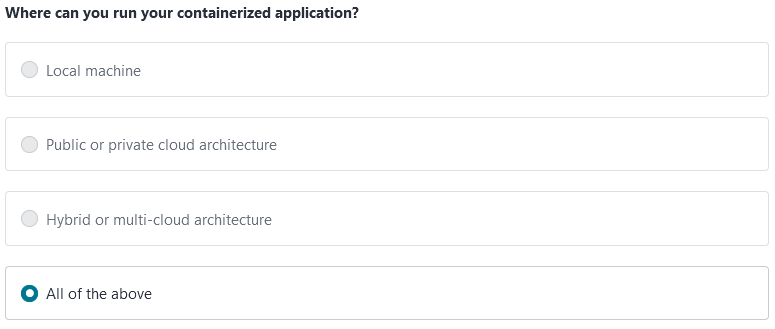 Where can you run your containerized application?
Local machine
Public or private cloud architecture
Hybrid or multi-cloud architecture
All of the above